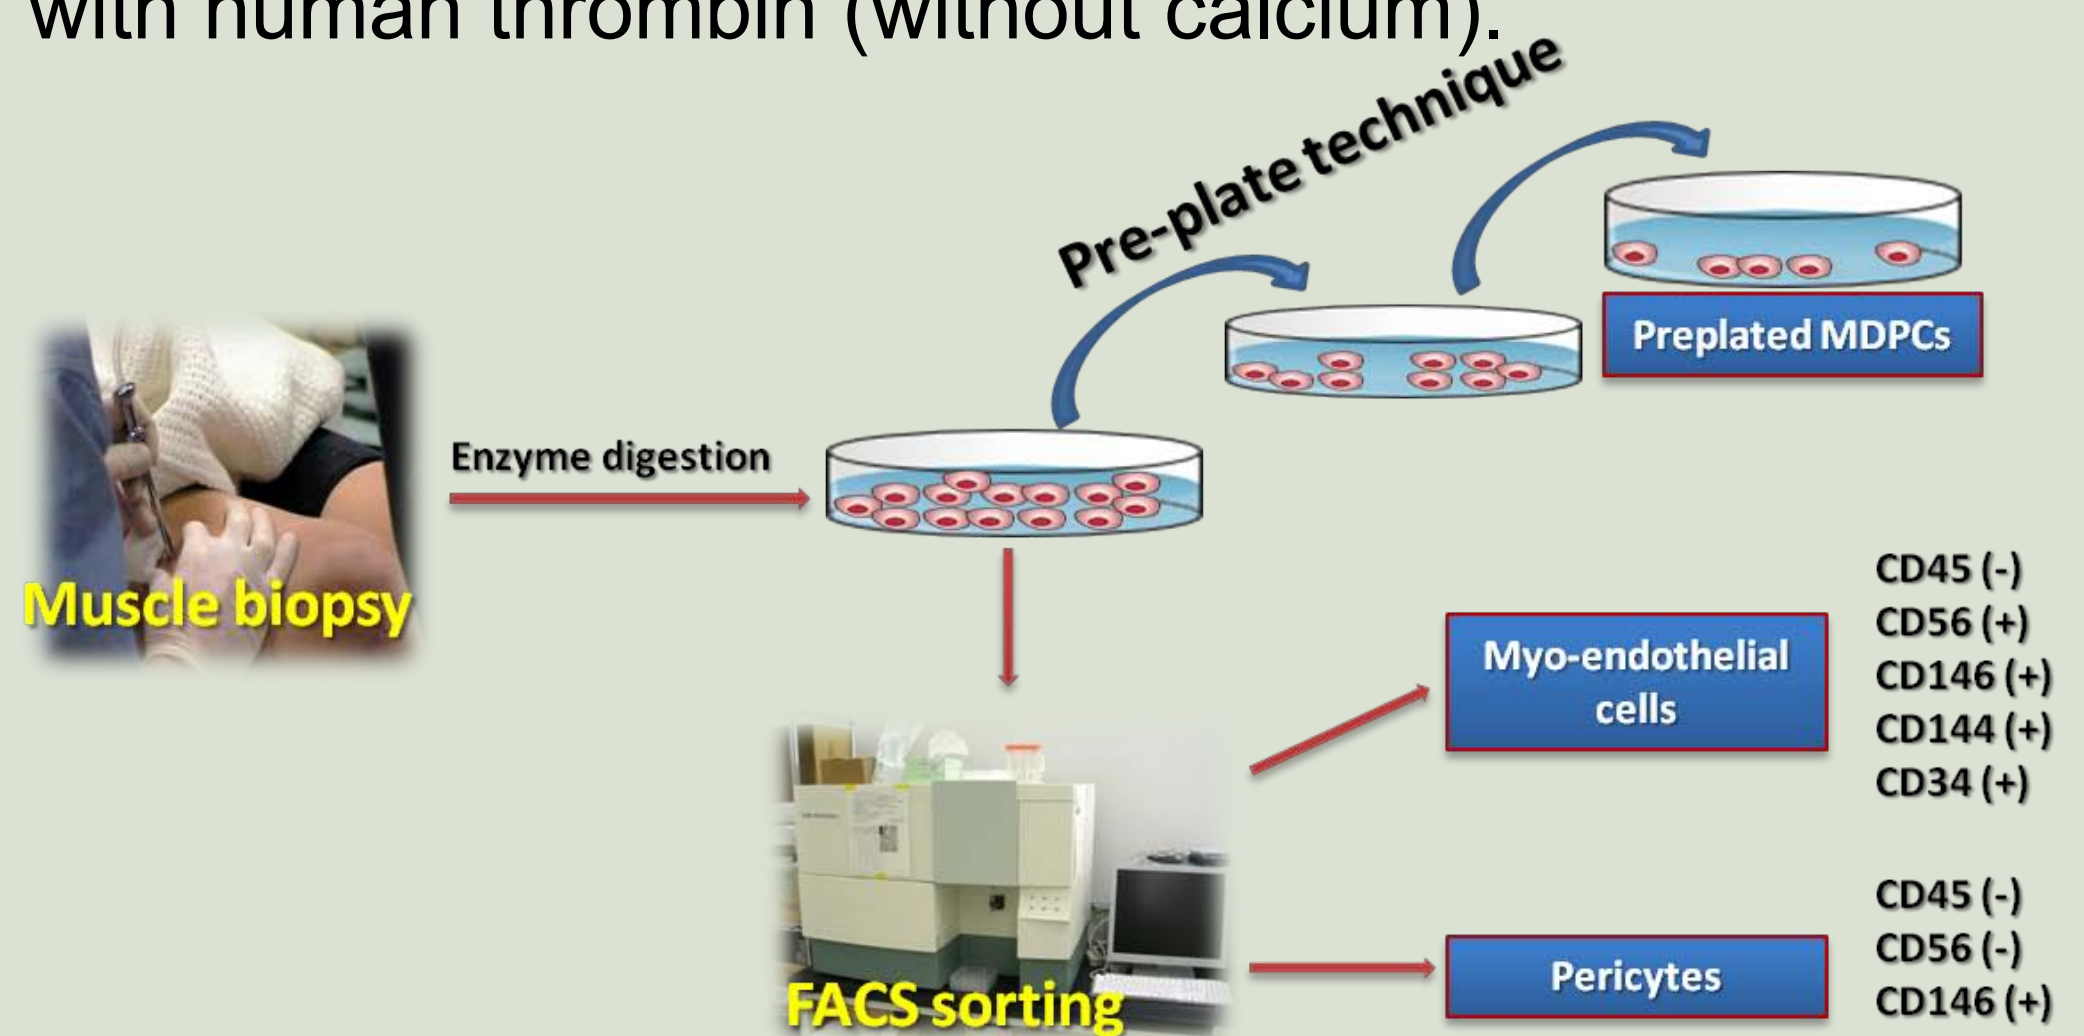 with human thrombin (without calcium).
Pre-plate technique
Preplated MDPCs
Enzyme digestion
Muscle biopsy
Myo-endothelial
cells
CD45 (-)
CD56 (+)
CD146 (+)
CD144 (+)
CD34 (+)
FACS sorting
Pericytes
CD45 (-)
CD56 (-)
CD146 (+)